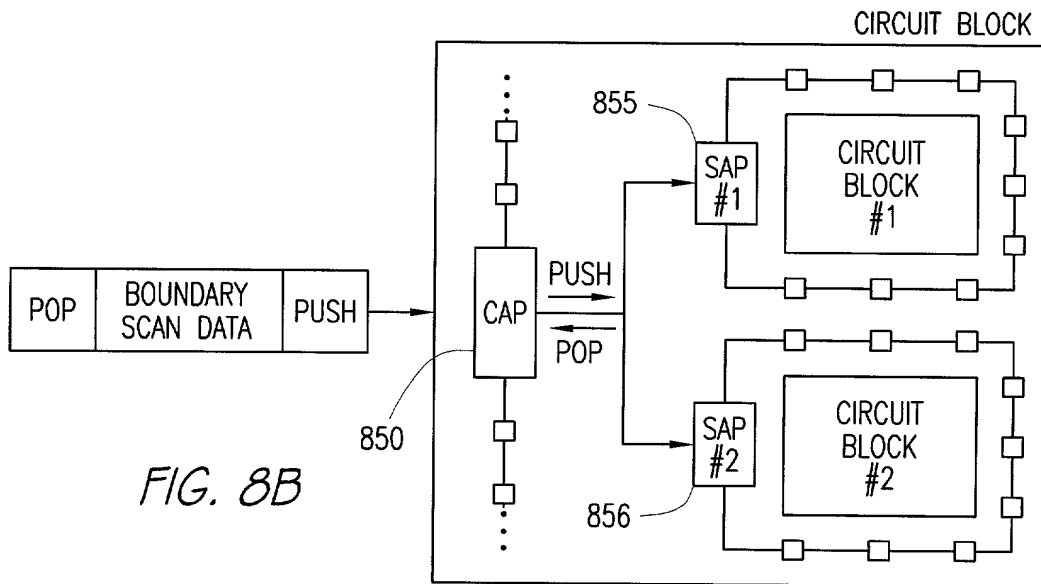 CIRCUIT BLOCK
855
SAP
#1
CIRCUIT
BLOCK
#1
POP
BOUNDARY
SCAN DATA
PUSH
CAP
PUSH
POP
850
SAP
#2
CIRCUIT
BLOCK
#2
856
FIG. 8B